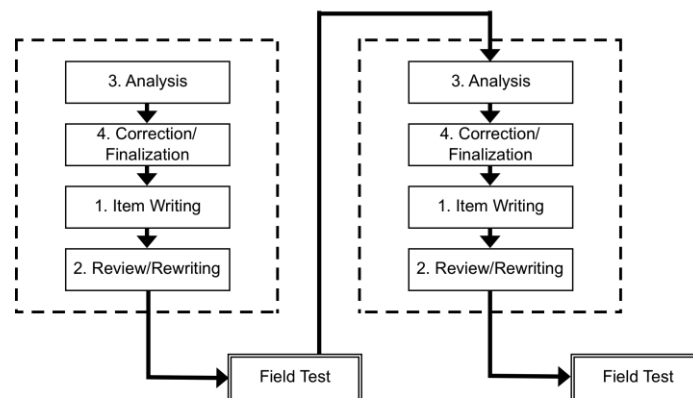 3. Analysis
4. Correction/
Finalization
1. Item Writing
2. Review/Rewriting
Field Test
3. Analysis
4. Correction/
Finalization
1. Item Writing
2. Review/Rewriting
Field Test